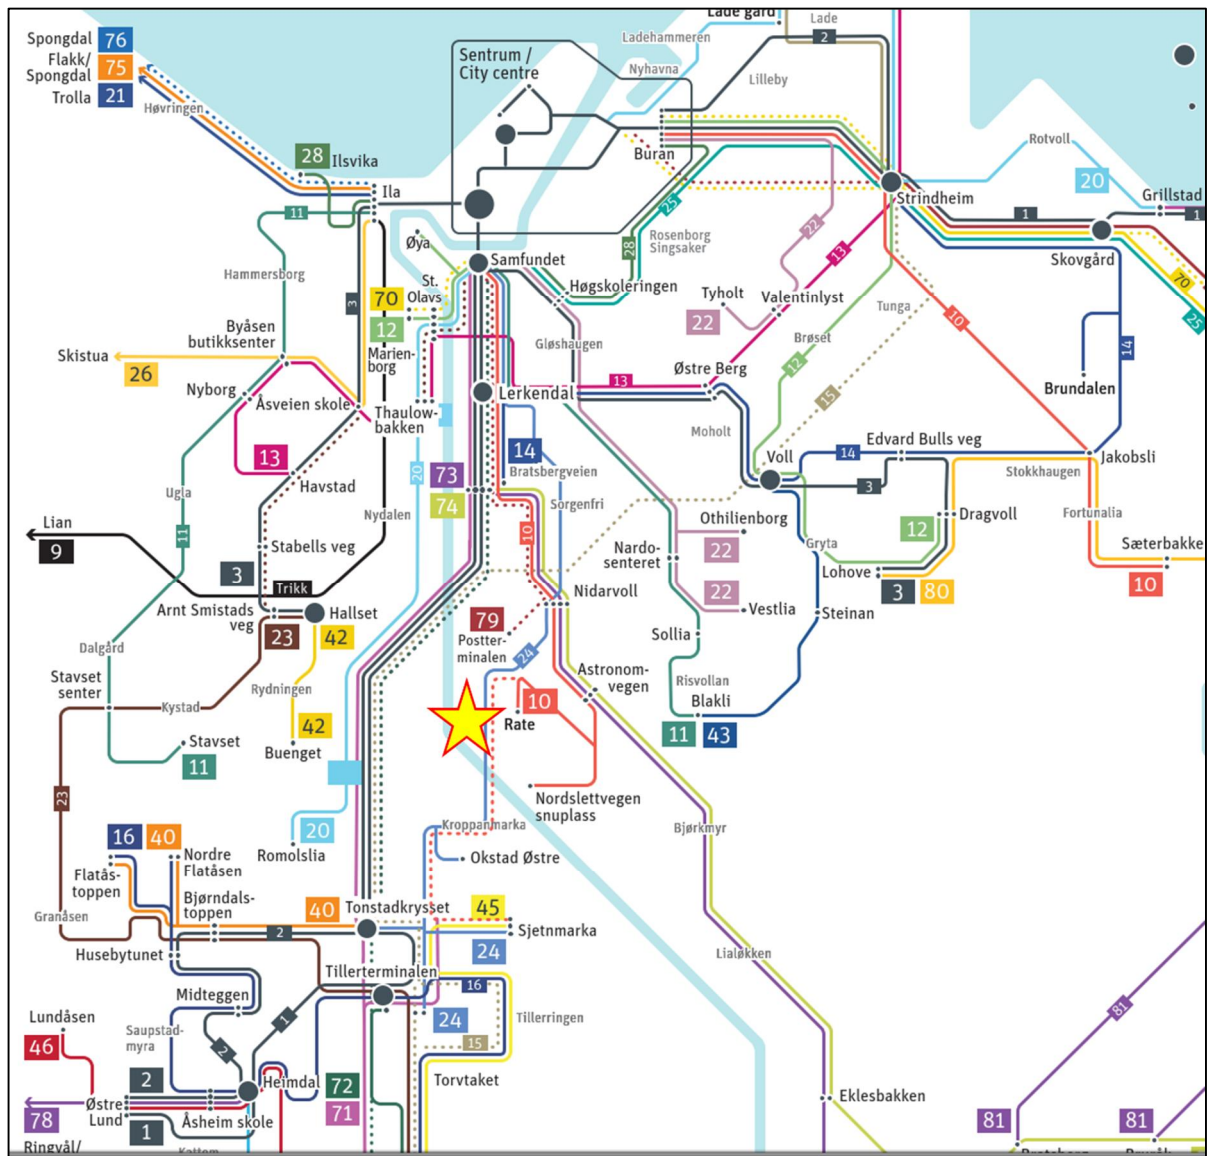 Lade gård
Lade
Spongdal 76
Flakk/
Spongdal 75
Trolla 21
Ladehammeren
2
Sentrum /
City centre
Nyhavna
Lilleby
Høvringen
28 Ilsvika
Buran
Rotvoll
20
Ila
Strindheim
Grillstad
11
25
1
1
Øya
22
Rosenborg
Singsaker
28
13
Skovgård
Samfundet
Hammersborg
St.
Olavs
70
Høgskoleringen
Tyholt
Valentinlyst
Tunga
70
3
12
22
10
25
Byåsen
butikksenter
Marien-
borg
Gløshaugen
Brøset
14
Skistua
26
12
Østre Berg
13
Brundalen
Nyborg
Åsveien skole
Thaulow-
bakken
Lerkendal
15
Moholt
Edvard Bulls veg
13
14
Voll
14
Jakobsli
Havstad
20
73
Bratsbergveien
3
Stokkhaugen
Ugla
74
Sorgenfri
Nydalen
Othilienborg
12
Dragvoll
Fortunalia
Lian
9
11
10
22
Gryta
Sæterbakke
Stabells veg
Nardo-
senteret
Lohove
3
Trikk
22
3
80
10
Arnt Smistads
veg
Hallset
Nidarvoll
Vestlia
Steinan
23
42
79
Postter-
minalen
Sollia
Dalgård
24
Stavset
senter
Rydningen
Astronom-
vegen
Risvollan
Kystad
10
Blakli
42
Rate
11
43
Stavset
Buenget
11
23
Nordslettvegen
snuplass
16
40
20
Kroppanmarka
Bjørkmyr
Romolslia
Nordre
Flatåsen
Okstad Østre
Flatås-
toppen
Bjørndals-
toppen
Granåsen
40
Tonstadkrysset
45
2
Sjetnmarka
Husebytunet
24
Lialøkken
Tillerterminalen
16
Midteggen
Lundåsen
1
24
Tillerringen
81
46
Saupstad-
myra
2
15
2
Heimdal
72
Torvtaket
Østre
Lund
71
Eklesbakken
78
Åsheim skole
81
81
1
Ringvål/
Kattem